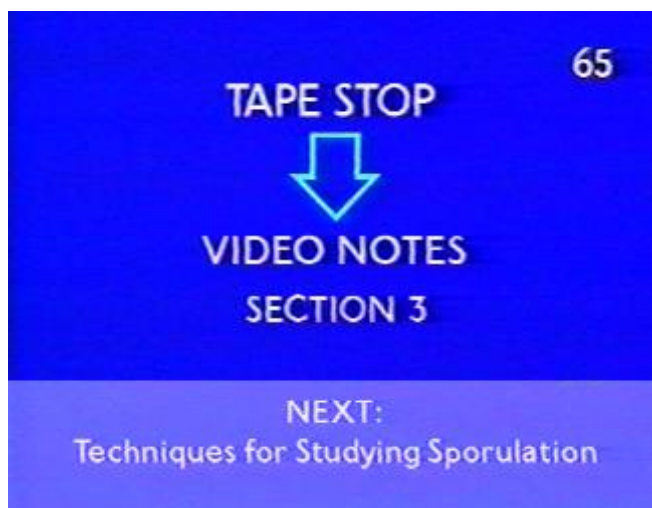 65
TAPE STOP
VIDEO NOTES
SECTION 3
NEXT:
Techniques for Studying Sporulation